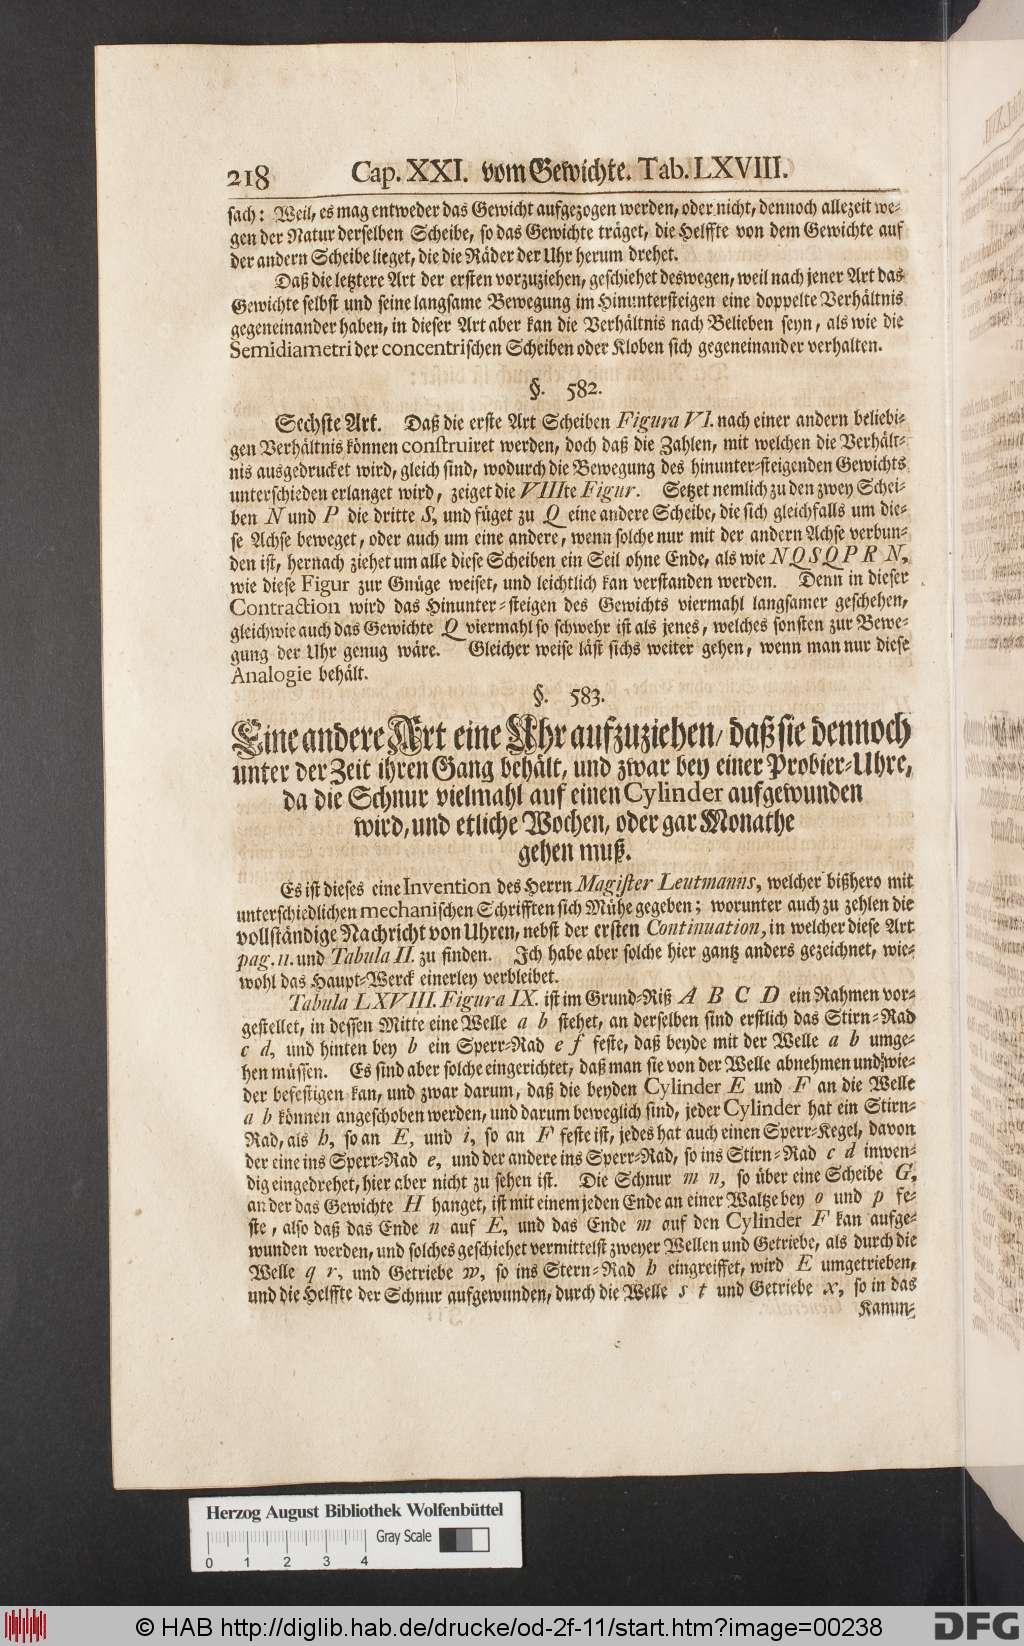 218 Cap. XXI. vom Gewichte. Tab. LXVIII.
sach: Weil, es mag entweder das Gewicht aufgezogen werden, oder nicht, dennoch allezeit we-
gen der Natur derselben Scheibe, so das Gewichte träget, die Helffte von dem Gewichte auf
der andern Scheibe lieget, die die Räder der Uhr herum drehet.
Daß die letztere Art der ersten vorzuziehen, geschiehet deswegen, weil nach jener Art das
Gewichte selbst und seine langsame Bewegung im Hinuntersteigen eine doppelte Verhältnis
gegeneinander haben, in dieser Art aber kan die Verhältnis nach Belieben seyn, als wie die
Semidiametri der concentrischen Scheiben oder Kloben sich gegeneinander verhalten.
§. 582.
Sechste Art. Daß die erste Art Scheiben Figura VI. nach einer andern beliebi-
gen Verhältnis können construiret werden, doch daß die Zahlen, mit welchen die Verhält-
nis ausgedrucket wird, gleich sind, wodurch die Bewegung des hinunter-steigenden Gewichts
unterschieden erlanget wird, zeiget die VIIIte Figur. Setzet nemlich zu den zwey Schei-
ben N und P die dritte S, und füget zu Q eine andere Scheibe, die sich gleichfalls um die-
se Achse beweget, oder auch um eine andere, wenn solche nur mit der andern Achse verbun-
den ist, hernach ziehet um alle diese Scheiben ein Seil ohne Ende, als wie N Q S Q P R N,
wie diese Figur zur Gnüge weiset, und leichtlich kan verstanden werden. Denn in dieser
Contraction wird das Hinunter-steigen des Gewichts viermahl langsamer geschehen,
gleichwie auch das Gewichte Q viermahl so schwehr ist als jenes, welches sonsten zur Bewe-
gung der Uhr genug wäre. Gleicher weise läst sichs weiter gehen, wenn man nur diese
Analogie behält.
§. 583.
Eine andere Art eine Uhr aufzuziehen, daß sie dennoch
unter der Zeit ihren Gang behält, und zwar bey einer Probier-Uhre,
da die Schnur vielmahl auf einen Cylinder aufgewunden
wird, und etliche Wochen, oder gar Monathe
gehen muß.
Es ist dieses eine Invention des Herrn Magister Leutmanns, welcher bißhero mit
unterschiedlichen mechanischen Schrifften sich Mühe gegeben; worunter auch zu zehlen die
vollständige Nachricht von Uhren, nebst der ersten Continuation, in welcher diese Art
pag. 11. und Tabula II. zu finden. Ich habe aber solche hier gantz anders gezeichnet, wie-
wohl das Haupt-Werck einerley verbleibet.
Tabula LXVIII. Figura IX. ist im Grund-Riß A B C D ein Rahmen vor-
gestellet, in dessen Mitte eine Welle a b stehet, an derselben sind erstlich das Stirn-Rad
c d, und hinten bey b ein Sperr-Rad e f feste, daß beyde mit der Welle a b umge-
hen müssen. Es sind aber solche eingerichtet, daß man sie von der Welle abnehmen und wie-
der befestigen kan, und zwar darum, daß die beyden Cylinder E und F an die Welle
a b können angeschoben werden, und darum beweglich sind, jeder Cylinder hat ein Stirn-
Rad, als h, so an E, und i, so an F feste ist, jedes hat auch einen Sperr-Kegel, davon
der eine ins Sperr-Rad e, und der andere ins Sperr-Rad, so ins Stirn-Rad c d inwen-
dig eingedrehet, hier aber nicht zu sehen ist. Die Schnur m n, so über eine Scheibe G,
an der das Gewichte H hanget, ist mit einem jeden Ende an einer Waltze bey o und p fe-
ste, also daß das Ende n auf E, und das Ende m auf den Cylinder F kan aufge-
wunden werden, und solches geschiehet vermittelst zweyer Wellen und Getriebe, als durch die
Welle q r, und Getriebe w, so ins Stern-Rad h eingreiffet, wird E umgetrieben,
und die Helffte der Schnur aufgewunden, durch die Welle s t und Getriebe x, so in das
Kamm-
Herzog August Bibliothek Wolfenbüttel
Gray Scale
0 1 2 3 4
© HAB http://diglib.hab.de/drucke/od-2f-11/start.htm?image=00238
DFG